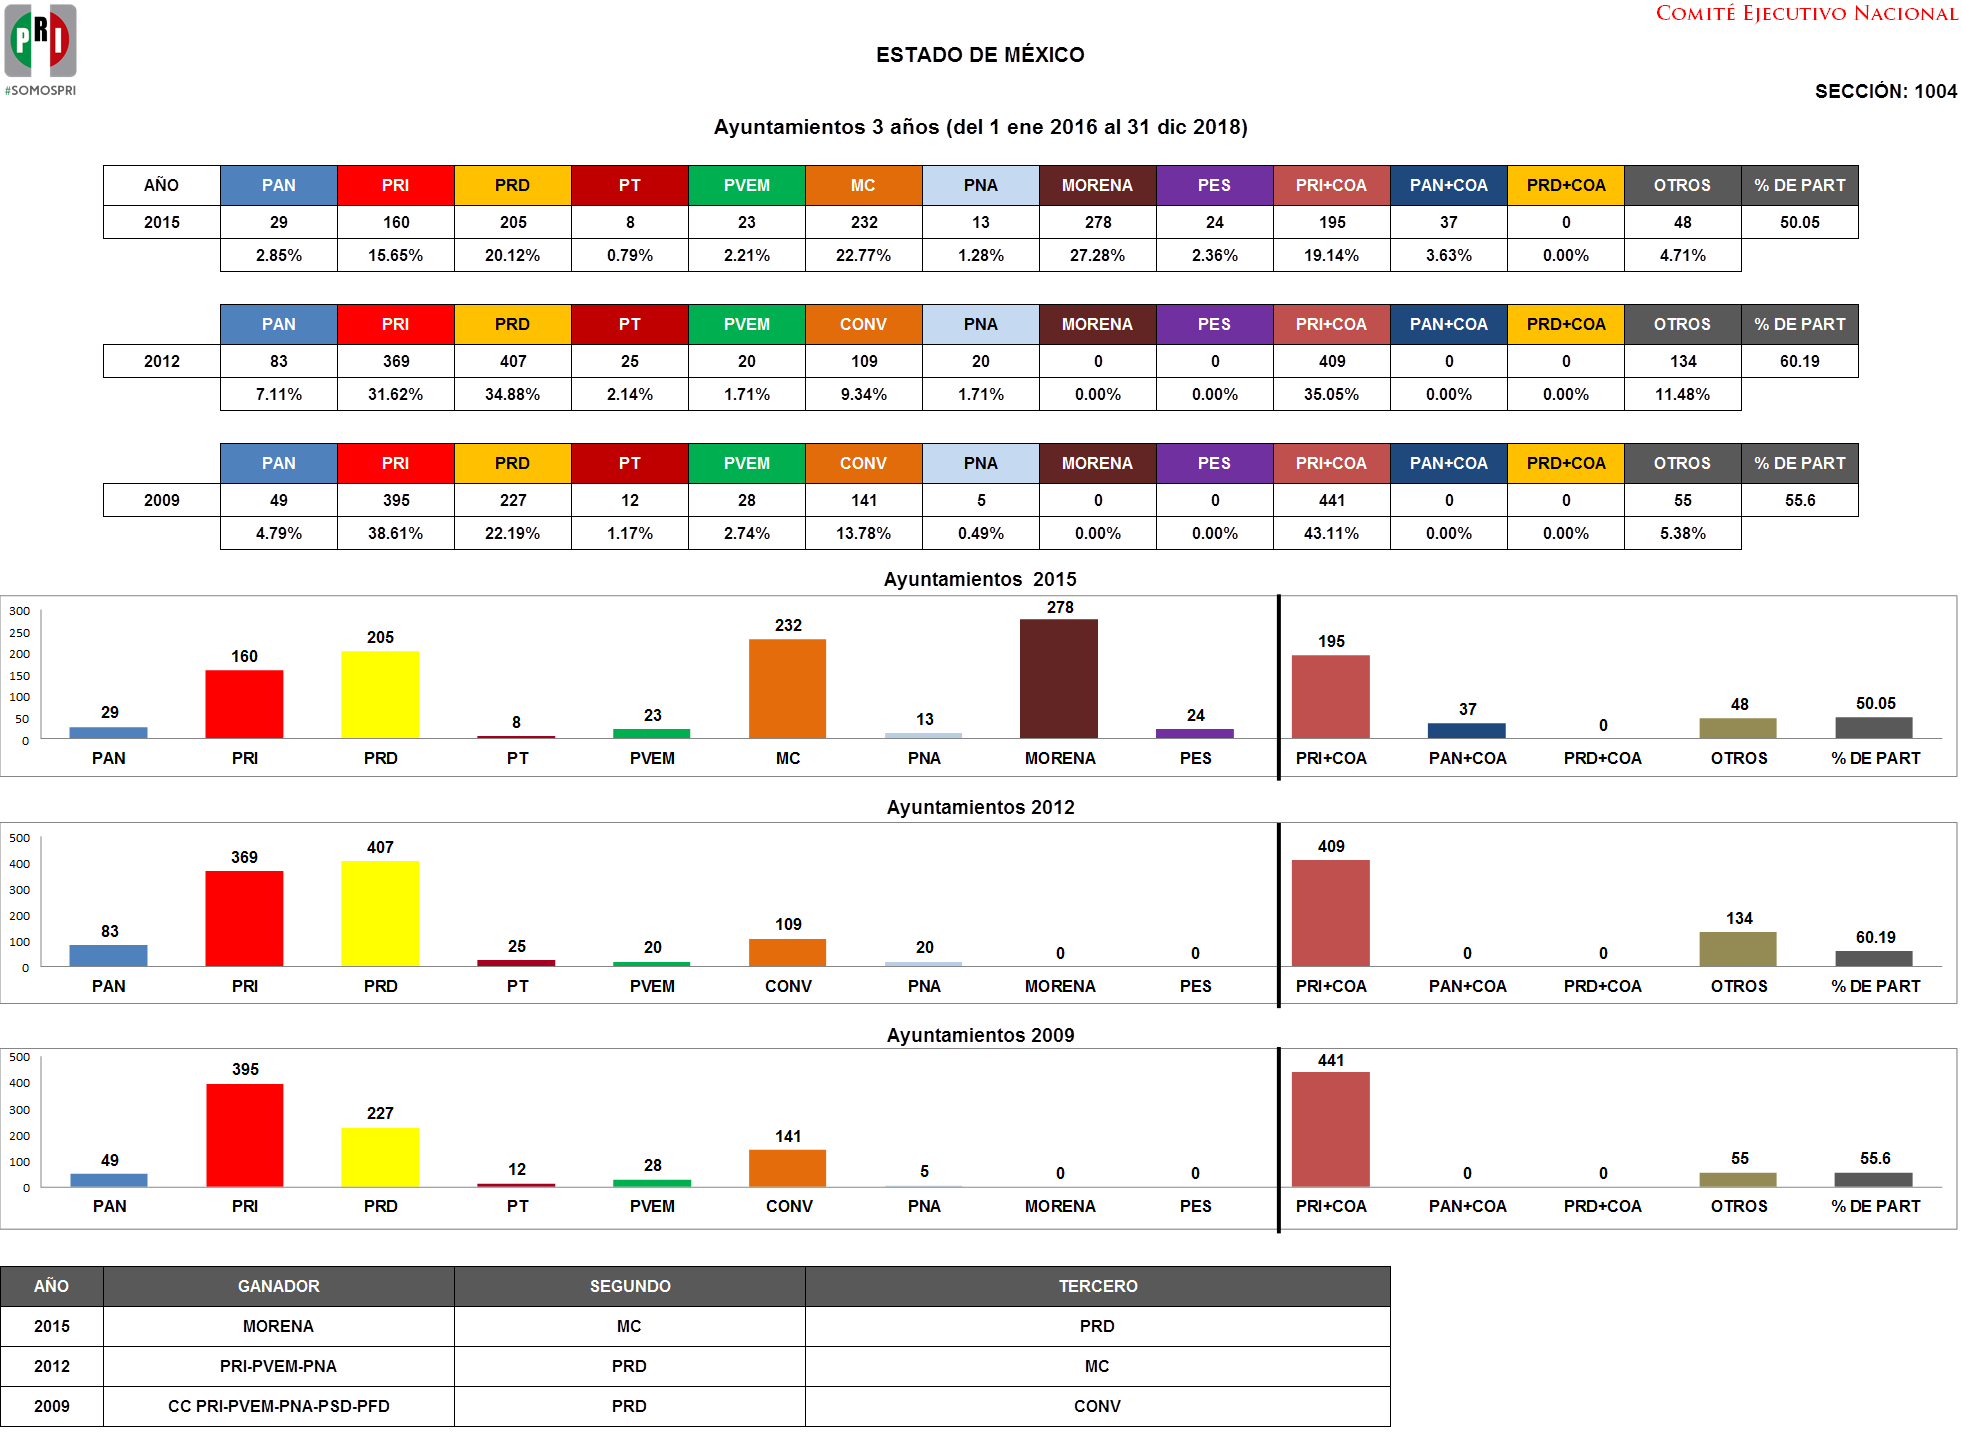 PRI
#SOMOSPRI
COMITÉ EJECUTIVO NACIONAL
ESTADO DE MÉXICO
SECCIÓN: 1004
Ayuntamientos 3 años (del 1 ene 2016 al 31 dic 2018)
AÑO PAN PRI PRD PT PVEM MC PNA MORENA PES PRI+COA PAN+COA PRD+COA OTROS % DE PART
2015 29 160 205 8 23 232 13 278 24 195 37 0 48 50.05
2.85% 15.65% 20.12% 0.79% 2.21% 22.77% 1.28% 27.28% 2.36% 19.14% 3.63% 0.00% 4.71%
PAN PRI PRD PT PVEM CONV PNA MORENA PES PRI+COA PAN+COA PRD+COA OTROS % DE PART
2012 83 369 407 25 20 109 20 0 0 409 0 0 134 60.19
7.11% 31.62% 34.88% 2.14% 1.71% 9.34% 1.71% 0.00% 0.00% 35.05% 0.00% 0.00% 11.48%
PAN PRI PRD PT PVEM CONV PNA MORENA PES PRI+COA PAN+COA PRD+COA OTROS % DE PART
2009 49 395 227 12 28 141 5 0 0 441 0 0 55 55.6
4.79% 38.61% 22.19% 1.17% 2.74% 13.78% 0.49% 0.00% 0.00% 43.11% 0.00% 0.00% 5.38%
Ayuntamientos 2015
300
250
200
150
100
50
0
29 160 205 8 23 232 13 278 24 195 37 0 48 50.05
PAN PRI PRD PT PVEM MC PNA MORENA PES PRI+COA PAN+COA PRD+COA OTROS % DE PART
Ayuntamientos 2012
500
400
300
200
100
0
83 369 407 25 20 109 20 0 0 409 0 0 134 60.19
PAN PRI PRD PT PVEM CONV PNA MORENA PES PRI+COA PAN+COA PRD+COA OTROS % DE PART
Ayuntamientos 2009
500
400
300
200
100
0
49 395 227 12 28 141 5 0 0 441 0 0 55 55.6
PAN PRI PRD PT PVEM CONV PNA MORENA PES PRI+COA PAN+COA PRD+COA OTROS % DE PART
AÑO GANADOR SEGUNDO TERCERO
2015 MORENA MC PRD
2012 PRI-PVEM-PNA PRD MC
2009 CC PRI-PVEM-PNA-PSD-PFD PRD CONV